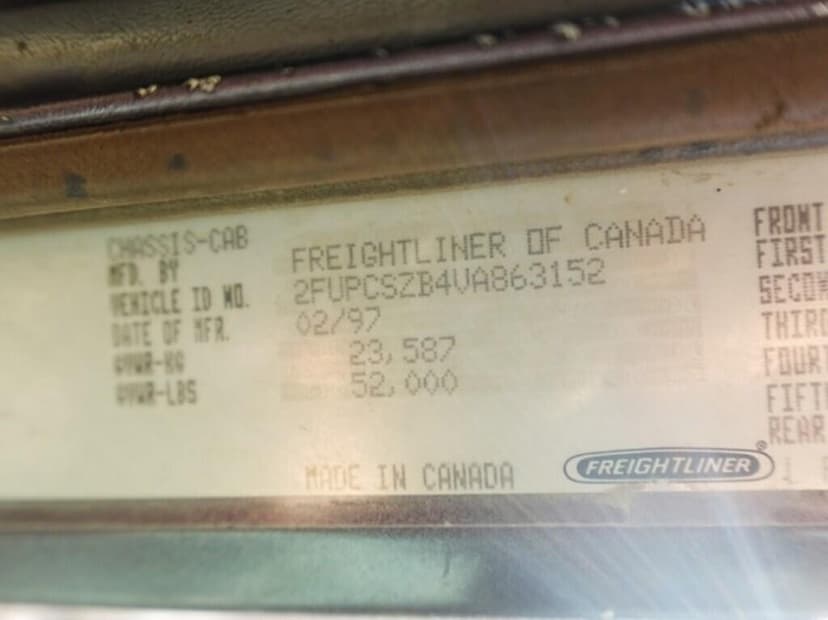 CHASSIS-CAB
MFD. BY FREIGHTLINER OF CANADA
VEHICLE ID NO. 2FUPCSZB4VA863152
DATE OF MFR. 02/97
GVWR-KG 23,587
GVWR-LBS 52,000
MADE IN CANADA
FREIGHTLINER®
FRONT
FIRST
SECON
THIRD
FOURT
FIFT
REAR